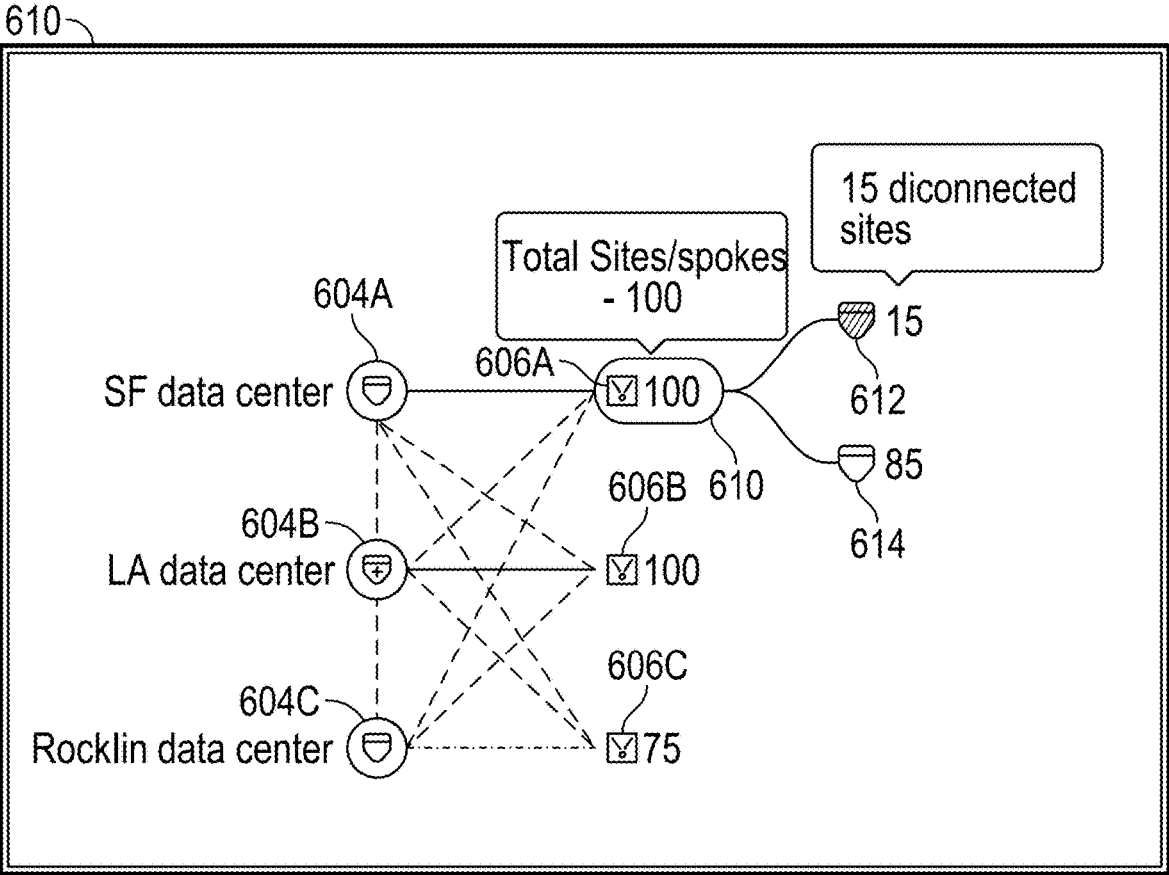 610
15 diconnected
sites
Total Sites/spokes
- 100
604A
15
606A
SF data center
100
612
610
85
606B
604B
614
LA data center
100
606C
604C
Rocklin data center
75